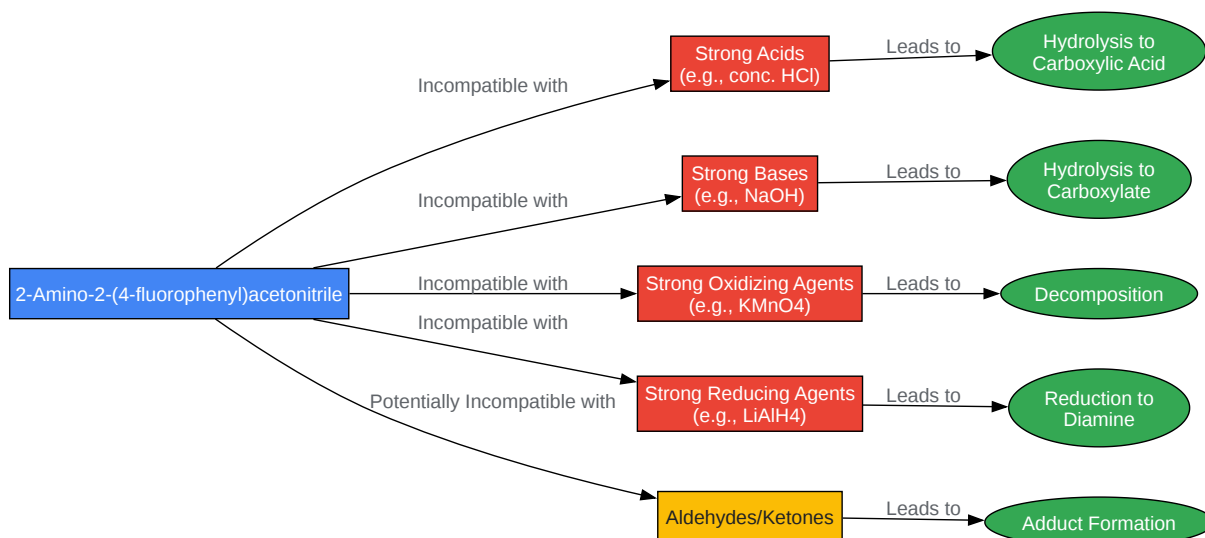 Incompatible with
Strong Acids
(e.g., conc. HCl)
Leads to
Hydrolysis to
Carboxylic Acid
Incompatible with
Strong Bases
(e.g., NaOH)
Leads to
Hydrolysis to
Carboxylate
2-Amino-2-(4-fluorophenyl)acetonitrile
Incompatible with
Strong Oxidizing Agents
(e.g., KMnO4)
Leads to
Decomposition
Incompatible with
Strong Reducing Agents
(e.g., LiAlH4)
Leads to
Reduction to
Diamine
Potentially Incompatible with
Aldehydes/Ketones
Leads to
Adduct Formation